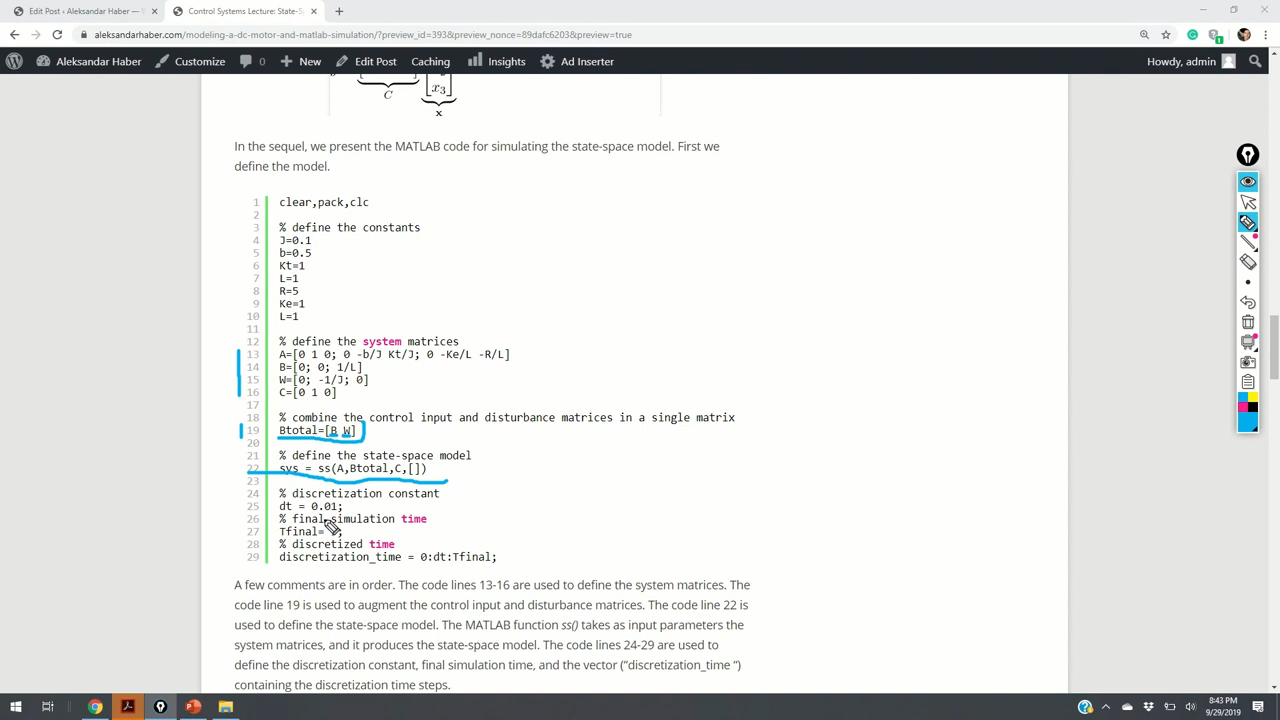 Edit Post ‹ Aleksandar Haber —
Control Systems Lecture: State-S
aleksandarhaber.com/modeling-a-dc-motor-and-matlab-simulation/?preview_id=393&preview_nonce=89dafc6203&preview=true
Aleksandar Haber Customize 0 New Edit Post Caching Insights Ad Inserter Howdy, admin
C
x3
x
In the sequel, we present the MATLAB code for simulating the state-space model. First we
define the model.
1 clear,pack,clc
2
3 % define the constants
4 J=0.1
5 b=0.5
6 Kt=1
7 L=1
8 R=5
9 Ke=1
10 L=1
11
12 % define the system matrices
13 A=[0 1 0; 0 -b/J Kt/J; 0 -Ke/L -R/L]
14 B=[0; 0; 1/L]
15 W=[0; -1/J; 0]
16 C=[0 1 0]
17
18 % combine the control input and disturbance matrices in a single matrix
19 Btotal=[B W]
20
21 % define the state-space model
22 sys = ss(A,Btotal,C,[])
23
24 % discretization constant
25 dt = 0.01;
26 % final simulation time
27 Tfinal= ;
28 % discretized time
29 discretization_time = 0:dt:Tfinal;
A few comments are in order. The code lines 13-16 are used to define the system matrices. The
code line 19 is used to augment the control input and disturbance matrices. The code line 22 is
used to define the state-space model. The MATLAB function ss() takes as input parameters the
system matrices, and it produces the state-space model. The code lines 24-29 are used to
define the discretization constant, final simulation time, and the vector ("discretization_time ")
containing the discretization time steps.
8:43 PM
9/29/2019